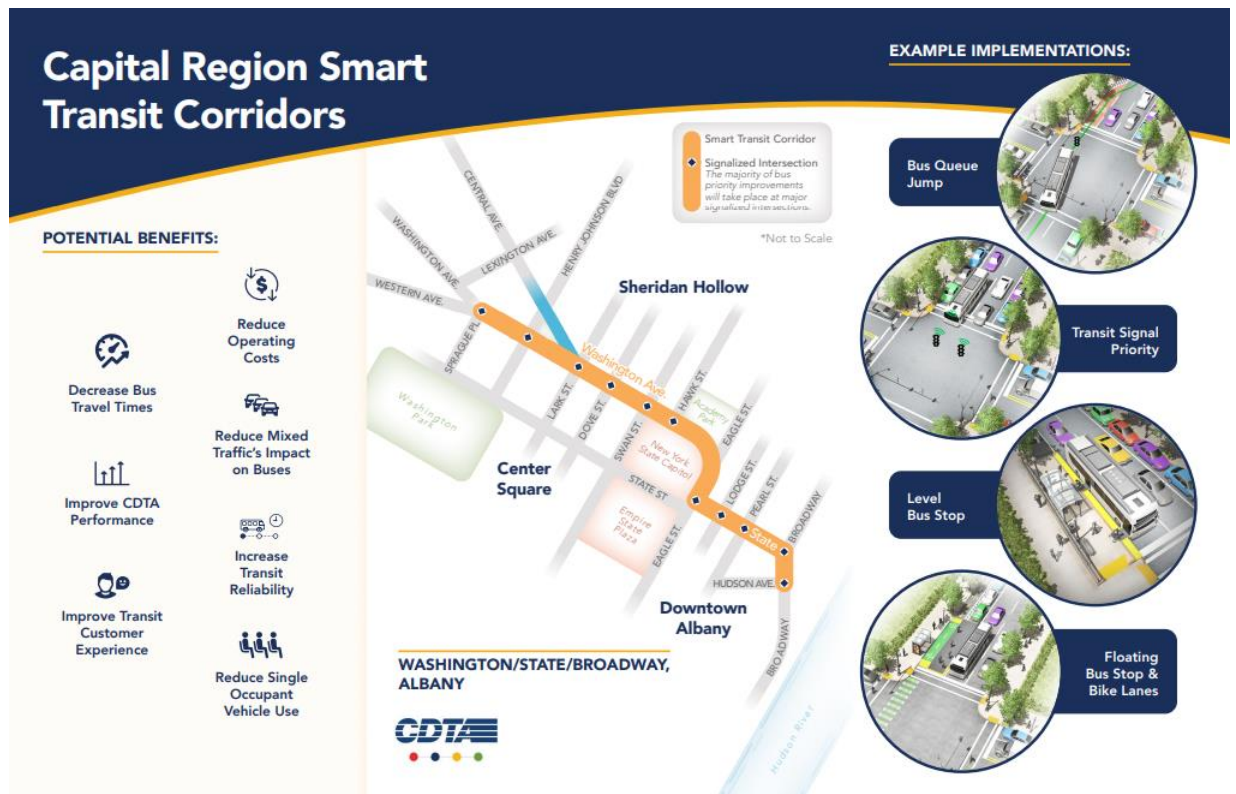 Capital Region Smart
Transit Corridors
POTENTIAL BENEFITS:
Decrease Bus
Travel Times
Improve CDTA
Performance
Improve Transit
Customer
Experience
$
Reduce
Operating
Costs
Reduce Mixed
Traffic's Impact
on Buses
Increase
Transit
Reliability
Reduce Single
Occupant
Vehicle Use
Smart Transit Corridor
Signalized Intersection
The majority of bus
priority improvements
will take place at major
signalized intersections.
*Not to Scale
CENTRAL AVE.
WASHINGTON AVE.
LEXINGTON AVE.
HENRY JOHNSON BLVD
WESTERN AVE.
Sheridan Hollow
SPRAGUE PL.
Washington Ave.
Washington
Park
LARK ST.
DOVE ST.
SWAN ST.
HAWK ST.
Academy
Park
EAGLE ST.
New York
State Capitol
Center
Square
STATE ST
Empire
State
Plaza
EAGLE ST.
LODGE ST.
PEARL ST.
BROADWAY
State
HUDSON AVE.
Downtown
Albany
BROADWAY
Hudson River
WASHINGTON/STATE/BROADWAY,
ALBANY
CDTA
EXAMPLE IMPLEMENTATIONS:
Bus Queue
Jump
Transit Signal
Priority
Level
Bus Stop
Floating
Bus Stop &
Bike Lanes